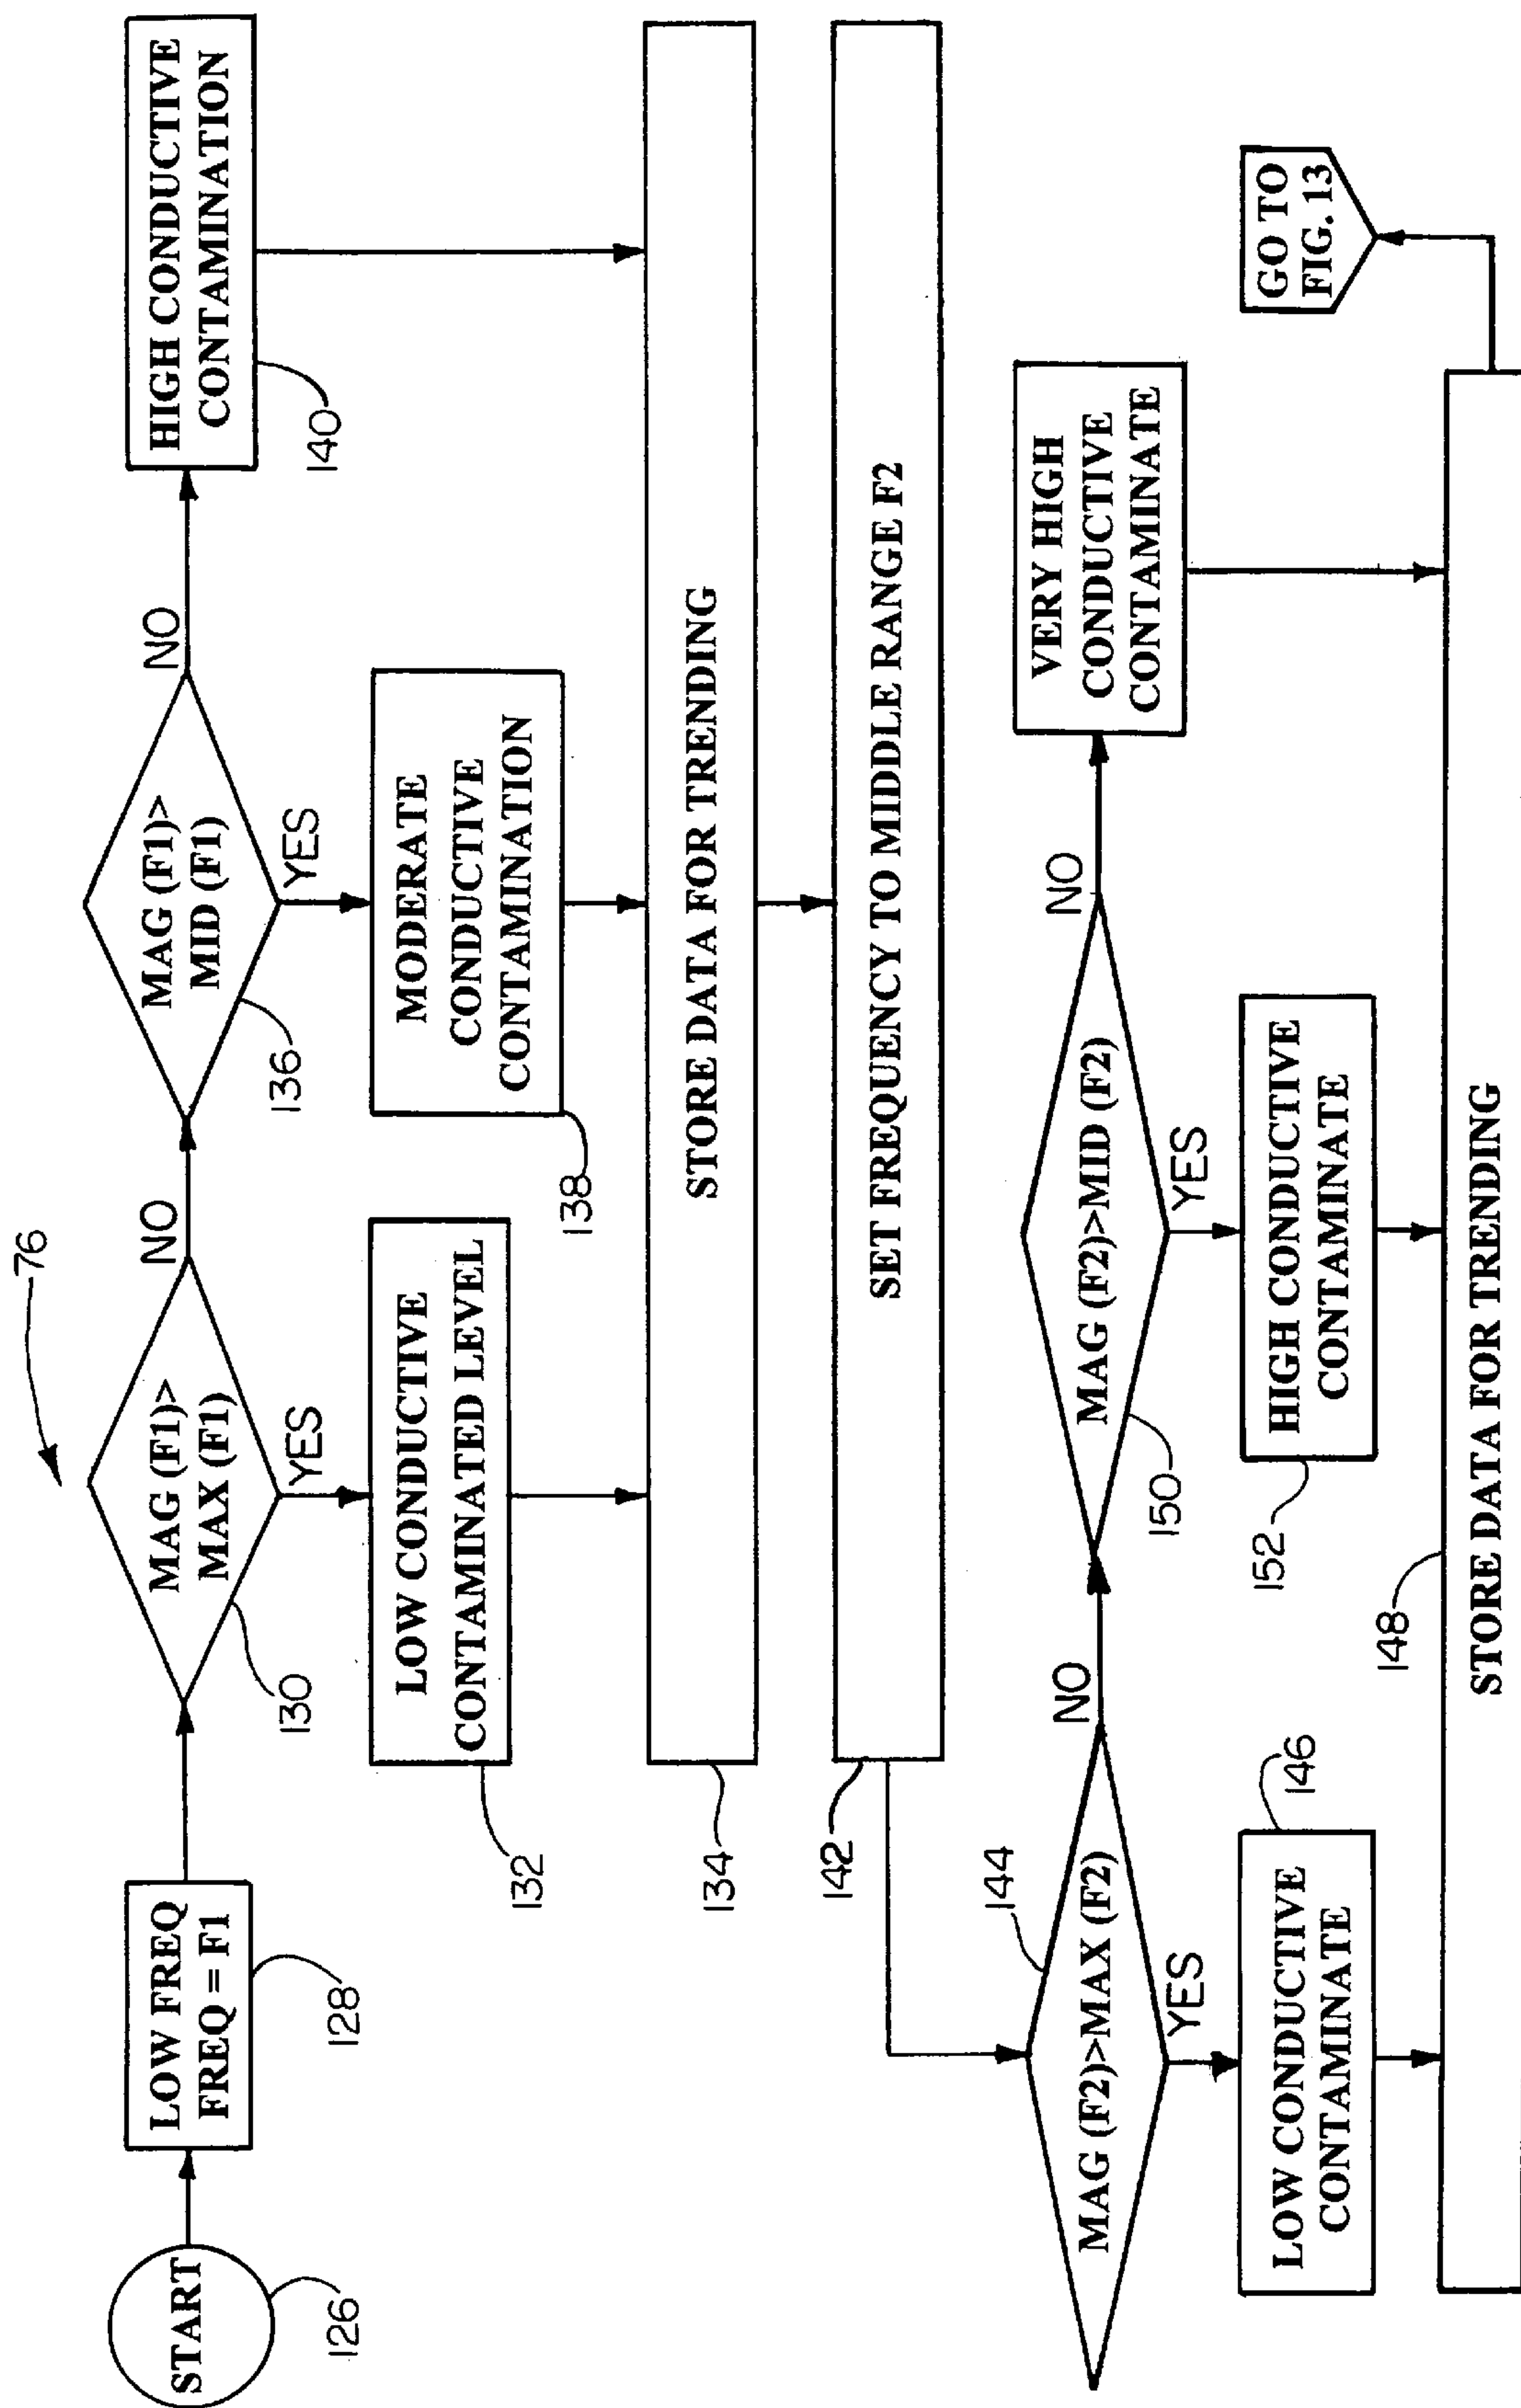 76
START
126
LOW FREQ
FREQ = F1
128
MAG (F1)>
MAX (F1)
130
NO
YES
MAG (F1)>
MID (F1)
136
NO
YES
HIGH CONDUCTIVE
CONTAMINATION
140
LOW CONDUCTIVE
CONTAMINATED LEVEL
132
MODERATE
CONDUCTIVE
CONTAMINATION
138
STORE DATA FOR TRENDING
134
SET FREQUENCY TO MIDDLE RANGE F2
142
MAG (F2)>MAX (F2)
144
NO
YES
MAG (F2)>MID (F2)
150
NO
YES
VERY HIGH
CONDUCTIVE
CONTAMINATE
LOW CONDUCTIVE
CONTAMINATE
146
HIGH CONDUCTIVE
CONTAMINATE
152
GO TO
FIG. 13
148
STORE DATA FOR TRENDING